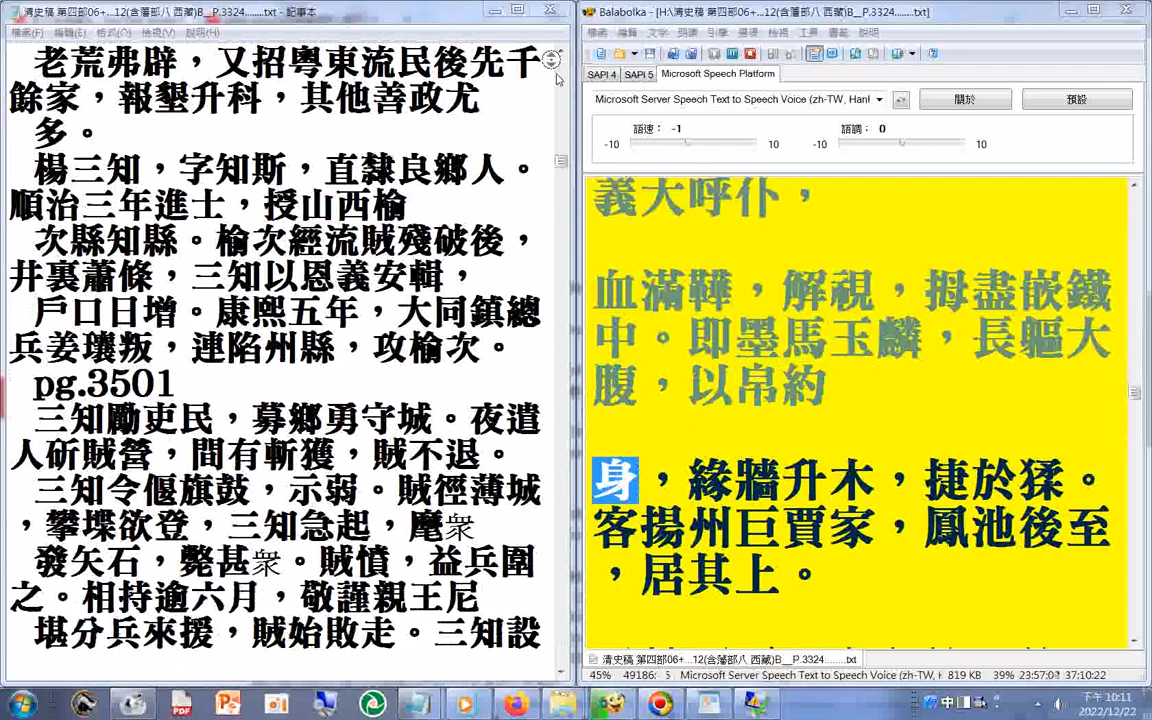 清史稿 第四部06+...12(含藩部八 西藏)B__P.3324........txt - 記事本
檔案(F) 編輯(E) 格式(O) 檢視(V) 說明(H)
老荒弗辟，又招粵東流民後先千
餘家，報墾升科，其他善政尤
多。
楊三知，字知斯，直隸良鄉人。
順治三年進士，授山西榆
次縣知縣。榆次經流賊殘破後，
井裏蕭條，三知以恩義安輯，
戶口日增。康熙五年，大同鎮總
兵姜瓖叛，連陷州縣，攻榆次。
pg.3501
三知勵吏民，募鄉勇守城。夜遣
人斫賊營，間有斬獲，賊不退。
三知令偃旗鼓，示弱。賊徑薄城
，攀堞欲登，三知急起，麾衆
發矢石，斃甚衆。賊憤，益兵圍
之。相持逾六月，敬謹親王尼
堪分兵來援，賊始敗走。三知設
Balabolka - [H:\清史稿 第四部06+...12(含藩部八 西藏)B__P.3324........txt]
檔案 編輯 文字 朗讀 引擎 選項 檢視 工具 書籤 說明
SAPI 4 SAPI 5 Microsoft Speech Platform
Microsoft Server Speech Text to Speech Voice (zh-TW, Hanl
關於
預設
語速： -1
語調： 0
-10 10 -10 10
義大呼仆，
血滿鞾，解視，拇盡嵌鐵
中。即墨馬玉麟，長軀大
腹，以帛約
身，緣牆升木，捷於猱。
客揚州巨賈家，鳳池後至
，居其上。
清史稿 第四部06+...12(含藩部八 西藏)B__P.3324........txt
45% 49186: Microsoft Server Speech Text to Speech Voice (zh-TW, H 819 KB 39% 23:57:07 37:10:22
中
下午 10:11
2022/12/22